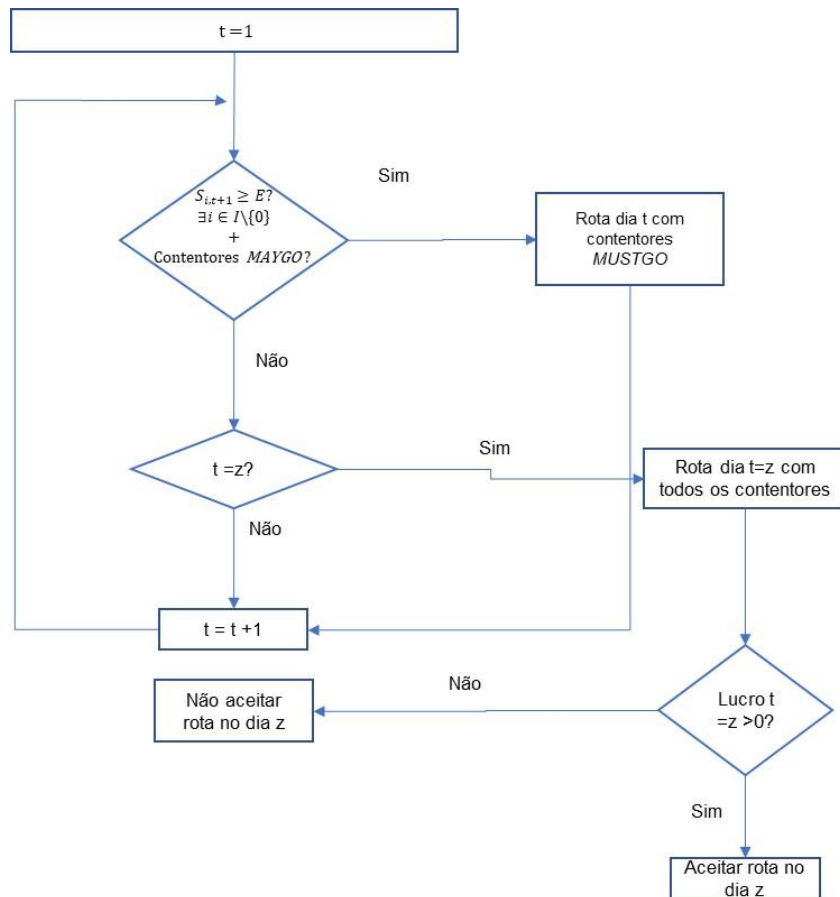 t=1
Sim
S_{i,t+1} ≥ E?
∃i ∈ I\{0}
+
Contentores MAYGO?
Rota dia t com
contentores
MUSTGO
Não
t =z?
Sim
Rota dia t=z com
todos os contentores
Não
t = t +1
Não
Não aceitar
rota no dia z
Lucro t
=z >0?
Sim
Aceitar rota no
dia z